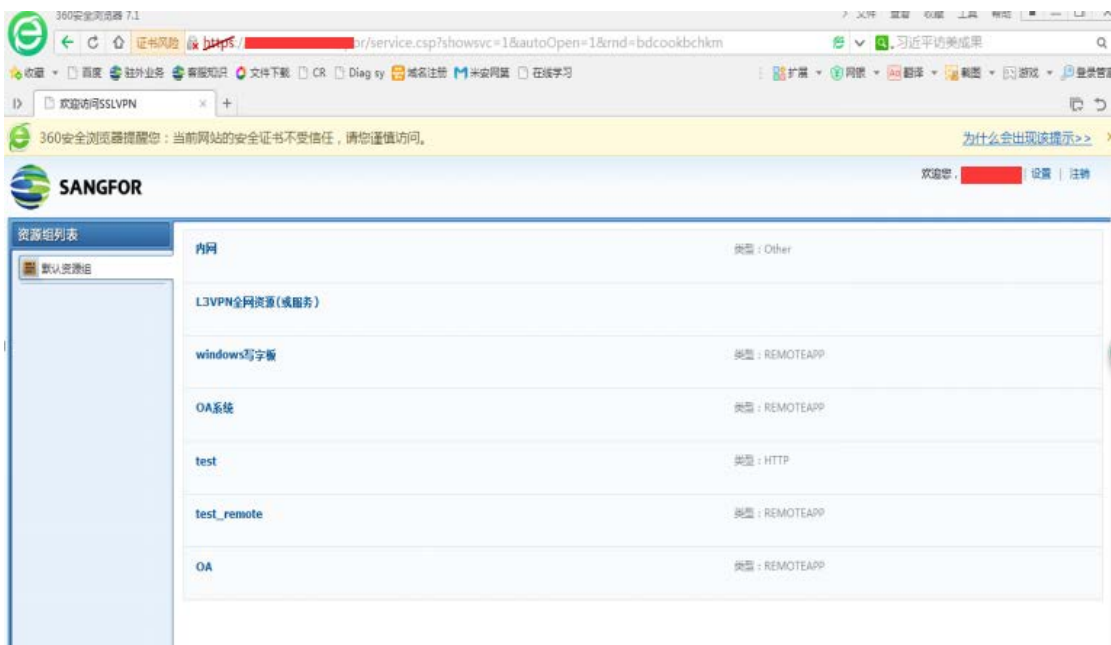 360安全浏览器 7.1
文件 查看 收藏 工具 帮助
证书风险 https:/ or/service.csp?showsvc=1&autoOpen=1&rnd=bdcookbchkm 习近平访美成果
收藏 百度 驻外业务 客服知识 文件下载 CR Diag sy 域名注册 米安网 在线学习 扩展 网银 翻译 截图 游戏 登录管
欢迎访问SSLVPN
360安全浏览器提醒您：当前网站的安全证书不受信任，请您谨慎访问。 为什么会出现该提示>>
SANGFOR 欢迎您， 设置 | 注销
资源组列表
默认资源组
内网 类型：Other
L3VPN全网资源(或服务)
windows写字板 类型：REMOTEAPP
OA系统 类型：REMOTEAPP
test 类型：HTTP
test_remote 类型：REMOTEAPP
OA 类型：REMOTEAPP